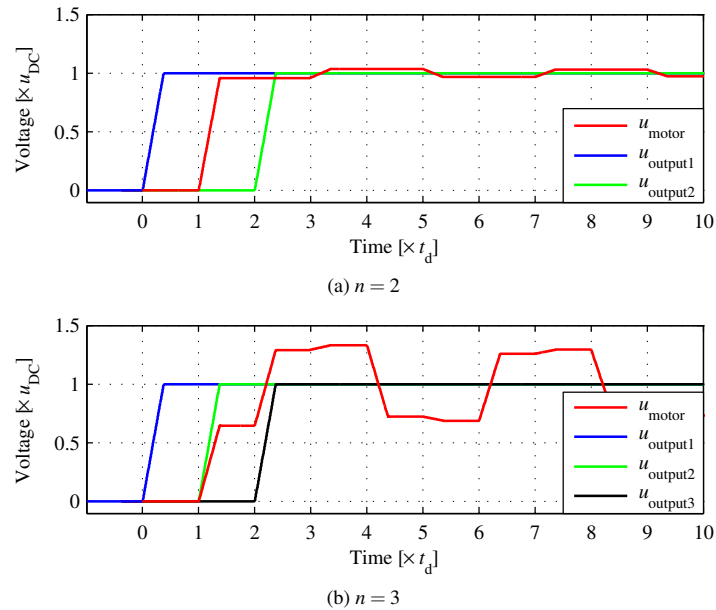 1.5
1
0.5
0
Voltage [× u_DC]
u_motor
u_output1
u_output2
0 1 2 3 4 5 6 7 8 9 10
Time [× t_d]
(a) n = 2
1.5
1
0.5
0
Voltage [× u_DC]
u_motor
u_output1
u_output2
u_output3
0 1 2 3 4 5 6 7 8 9 10
Time [× t_d]
(b) n = 3